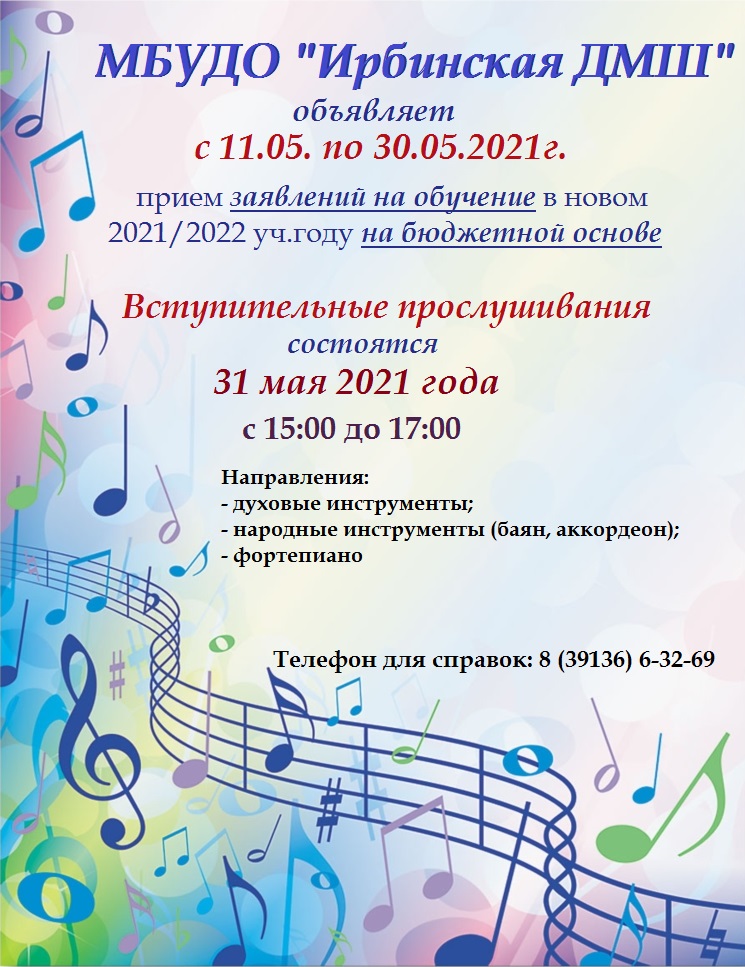 МБУДО "Ирбинская ДМШ"
объявляет
с 11.05. по 30.05.2021г.
прием заявлений на обучение в новом
2021/2022 уч.году на бюджетной основе
Вступительные прослушивания
состоятся
31 мая 2021 года
с 15:00 до 17:00
Направления:
- духовые инструменты;
- народные инструменты (баян, аккордеон);
- фортепиано
Телефон для справок: 8 (39136) 6-32-69